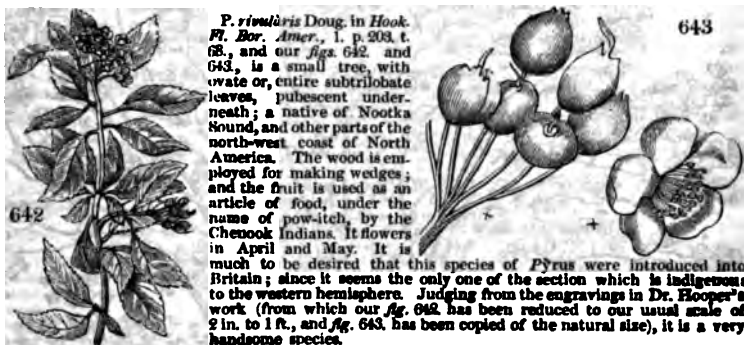 P. rivulàris Doug. in Hook.
Fl. Bor. Amer., 1. p. 203. t.
68., and our figs. 642. and
643., is a small tree, with
ovate or, entire subtrilobate
leaves, pubescent under-
neath; a native of Nootka
Sound, and other parts of the
north-west coast of North
America. The wood is em-
ployed for making wedges;
and the fruit is used as an
article of food, under the
name of pow-itch, by the
Chenook Indians. It flowers
in April and May. It is
much to be desired that this species of Pỳrus were introduced into
Britain; since it seems the only one of the section which is indigenous
to the western hemisphere. Judging from the engravings in Dr. Hooper's
work (from which our fig. 642. has been reduced to our usual scale of
2 in. to 1 ft., and fig. 643. has been copied of the natural size), it is a very
handsome species.
642
643